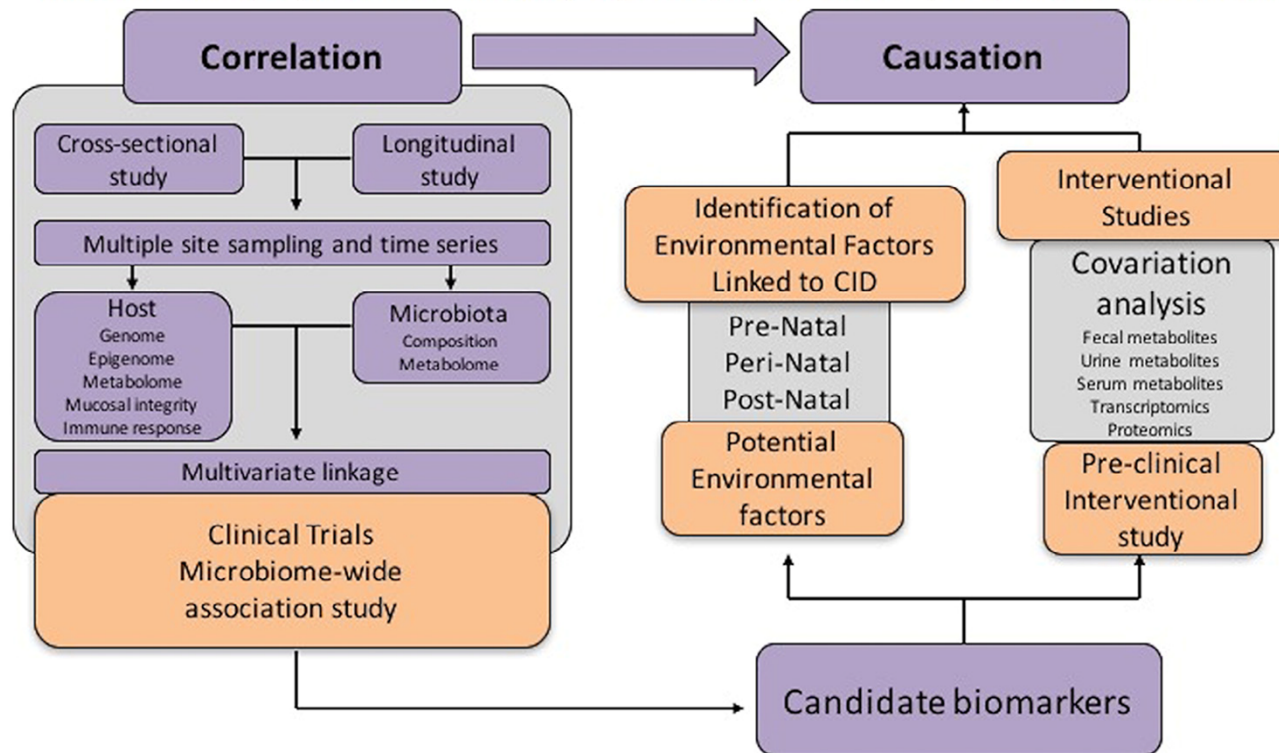 Correlation
Causation
Cross-sectional
study
Longitudinal
study
Multiple site sampling and time series
Host
Genome
Epigenome
Metabolome
Mucosal integrity
Immune response
Microbiota
Composition
Metabolome
Multivariate linkage
Clinical Trials
Microbiome-wide
association study
Identification of
Environmental Factors
Linked to CID
Pre-Natal
Peri-Natal
Post-Natal
Potential
Environmental
factors
Interventional
Studies
Covariation
analysis
Fecal metabolites
Urine metabolites
Serum metabolites
Transcriptomics
Proteomics
Pre-clinical
Interventional
study
Candidate biomarkers